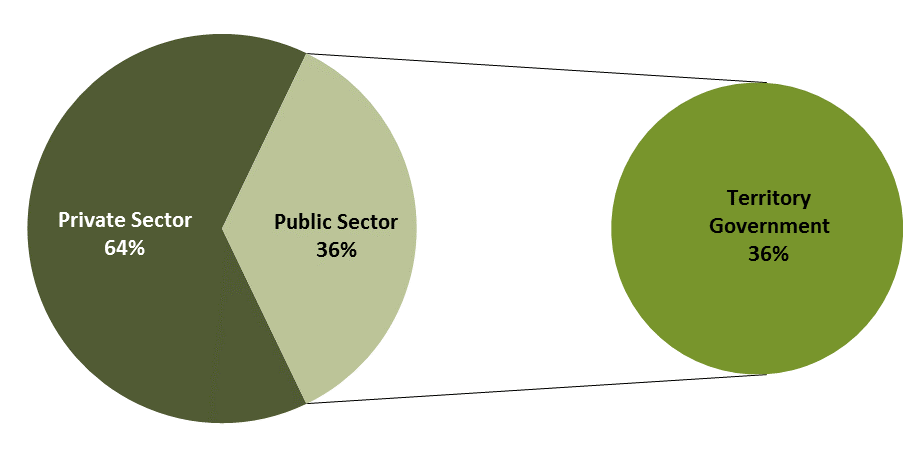 Private Sector
64%
Public Sector
36%
Territory
Government
36%